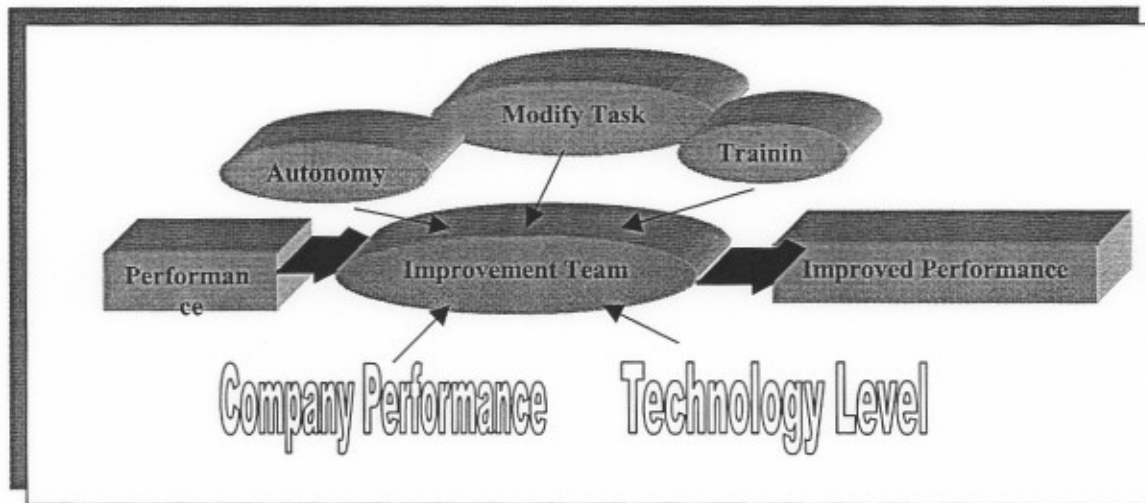 Modify Task
Trainin
Autonomy
Performan
ce
Improvement Team
Improved Performance
Company Performance
Technology Level